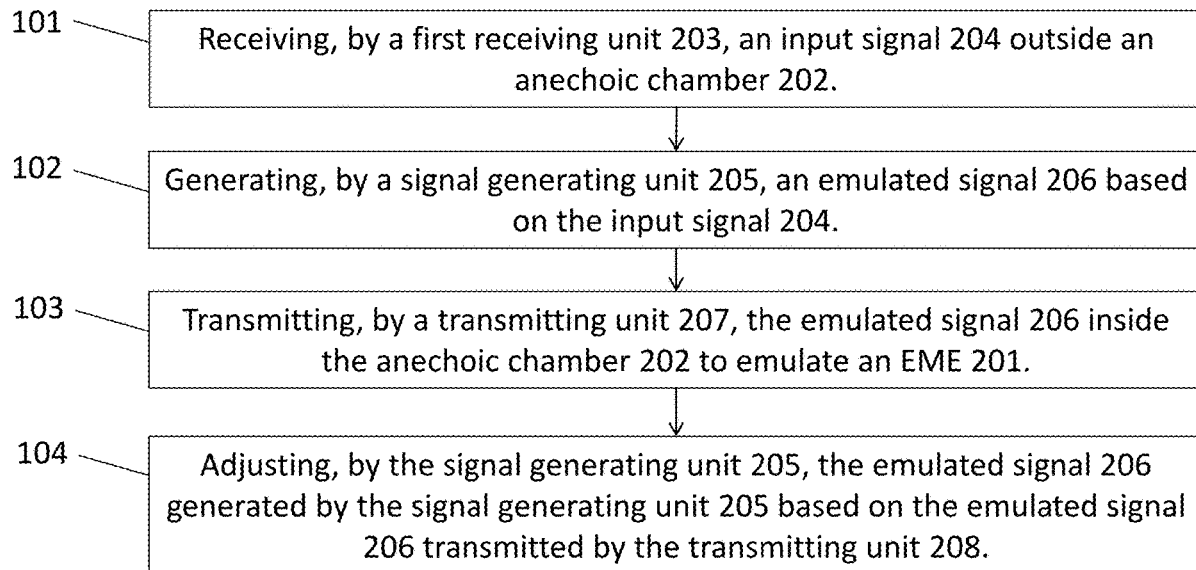 101
Receiving, by a first receiving unit 203, an input signal 204 outside an
anechoic chamber 202.
102
Generating, by a signal generating unit 205, an emulated signal 206 based
on the input signal 204.
103
Transmitting, by a transmitting unit 207, the emulated signal 206 inside
the anechoic chamber 202 to emulate an EME 201.
104
Adjusting, by the signal generating unit 205, the emulated signal 206
generated by the signal generating unit 205 based on the emulated signal
206 transmitted by the transmitting unit 208.